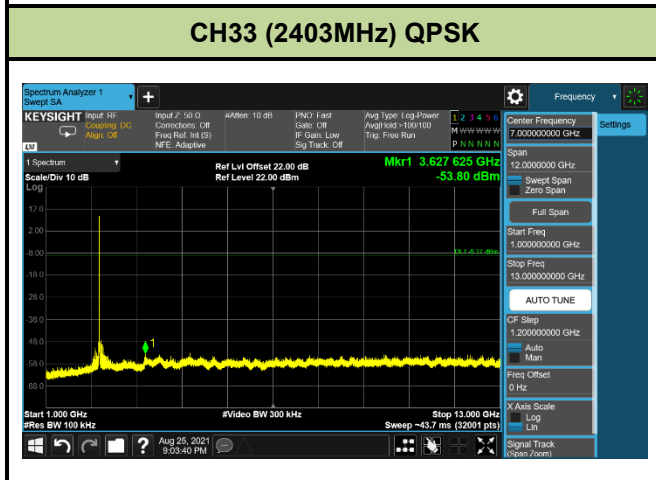 CH33 (2403MHz) QPSK
Spectrum Analyzer 1
Swept SA
+
Frequency
KEYSIGHT
Input: RF
Coupling: DC
Align: Off
Input Z: 50 Ω
Corrections: Off
Freq Ref: Int (S)
NFE: Adaptive
#Atten: 10 dB
PNO: Fast
Gate: Off
IF Gain: Low
Sig Track: Off
Avg Type: Log-Power
Avg|Hold >100/100
Trig: Free Run
1 2 3 4 5 6
M W W W W W
P N N N N N
LXI
1 Spectrum
Scale/Div 10 dB
Log
Ref Lvl Offset 22.00 dB
Ref Level 22.00 dBm
Mkr1 3.627 625 GHz
-53.80 dBm
12.0
2.00
-8.00
-18.0
-28.0
-38.0
-48.0
-58.0
-68.0
DL1 -9.37 dBm
1
Start 1.000 GHz
#Res BW 100 kHz
#Video BW 300 kHz
Stop 13.000 GHz
Sweep ~43.7 ms (32001 pts)
Center Frequency
7.000000000 GHz
Settings
Span
12.0000000 GHz
Swept Span
Zero Span
Full Span
Start Freq
1.000000000 GHz
Stop Freq
13.000000000 GHz
AUTO TUNE
CF Step
1.200000000 GHz
Auto
Man
Freq Offset
0 Hz
X Axis Scale
Log
Lin
Signal Track
(Span Zoom)
?
Aug 25, 2021
9:03:40 PM